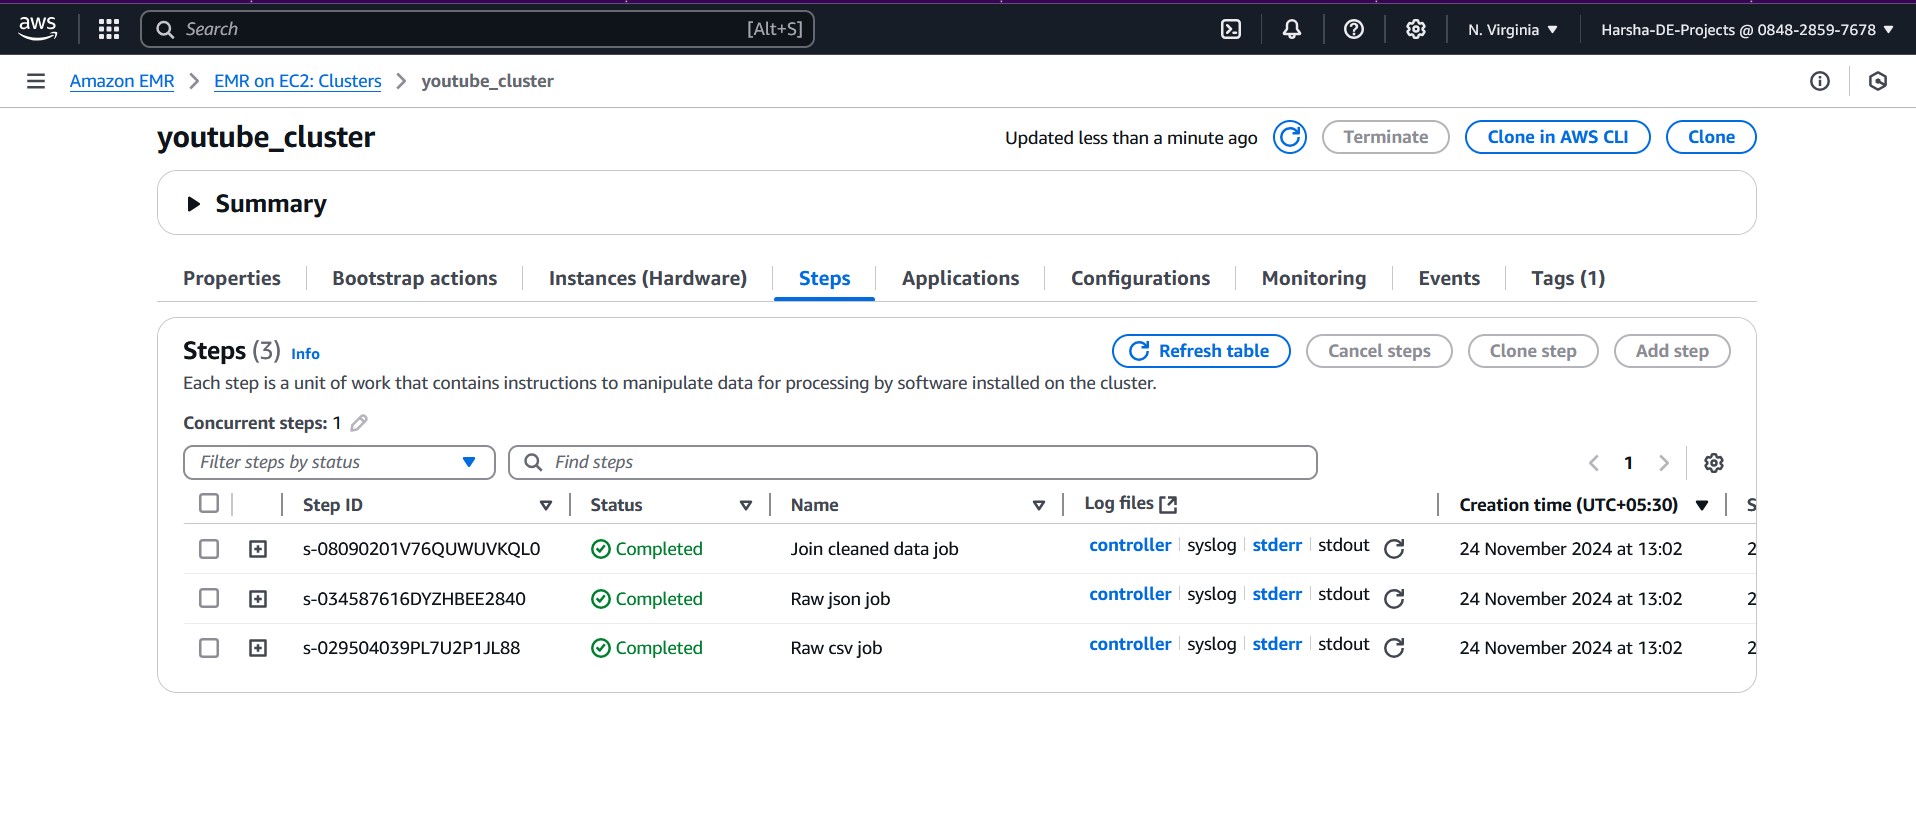 aws Search [Alt+S] N. Virginia Harsha-DE-Projects @ 0848-2859-7678
Amazon EMR EMR on EC2: Clusters youtube_cluster
youtube_cluster Updated less than a minute ago Terminate Clone in AWS CLI Clone
Summary
Properties Bootstrap actions Instances (Hardware) Steps Applications Configurations Monitoring Events Tags (1)
Steps (3) Info Refresh table Cancel steps Clone step Add step
Each step is a unit of work that contains instructions to manipulate data for processing by software installed on the cluster.
Concurrent steps: 1
Filter steps by status Find steps 1
Step ID Status Name Log files Creation time (UTC+05:30) S
s-08090201V76QUWUVKQL0 Completed Join cleaned data job controller syslog stderr stdout 24 November 2024 at 13:02 2
s-034587616DYZHBEE2840 Completed Raw json job controller syslog stderr stdout 24 November 2024 at 13:02 2
s-029504039PL7U2P1JL88 Completed Raw csv job controller syslog stderr stdout 24 November 2024 at 13:02 2